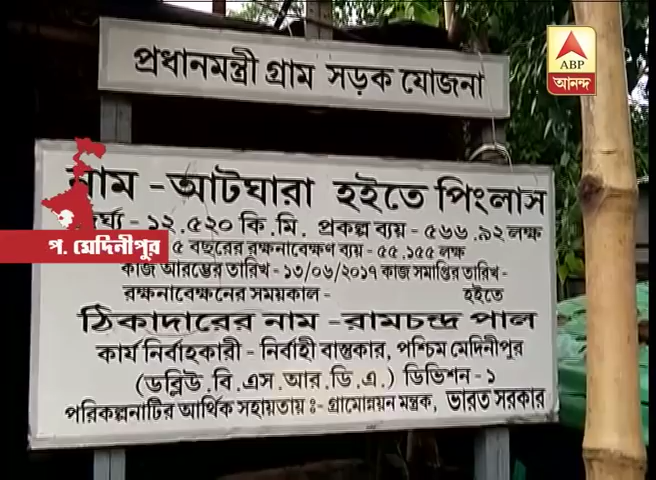 প্রধানমন্ত্রী গ্রাম সড়ক যোজনা
ABP
আনন্দ
নাম - আটঘারা হইতে পিংলাস
দৈর্ঘ্য - ১২.৫২০ কি.মি. প্রকল্প ব্যয় - ৫৬৬.৯২ লক্ষ
প. মেদিনীপুর
৫ বছরের রক্ষনাবেক্ষণ ব্যয় - ৫৫.১৫৫ লক্ষ
কাজ আরম্ভের তারিখ - ১৩/০৬/২০১৭ কাজ সমাপ্তির তারিখ -
রক্ষনাবেক্ষনের সময়কাল - হইতে
ঠিকাদারের নাম - রামচন্দ্র পাল
কার্য নির্বাহকারী - নির্বাহী বাস্তুকার, পশ্চিম মেদিনীপুর
(ডব্লিউ.বি.এস.আর.ডি.এ.) ডিভিশন - ১
পরিকল্পনাটির আর্থিক সহায়তায় ঃ- গ্রামোন্নয়ন মন্ত্রক, ভারত সরকার